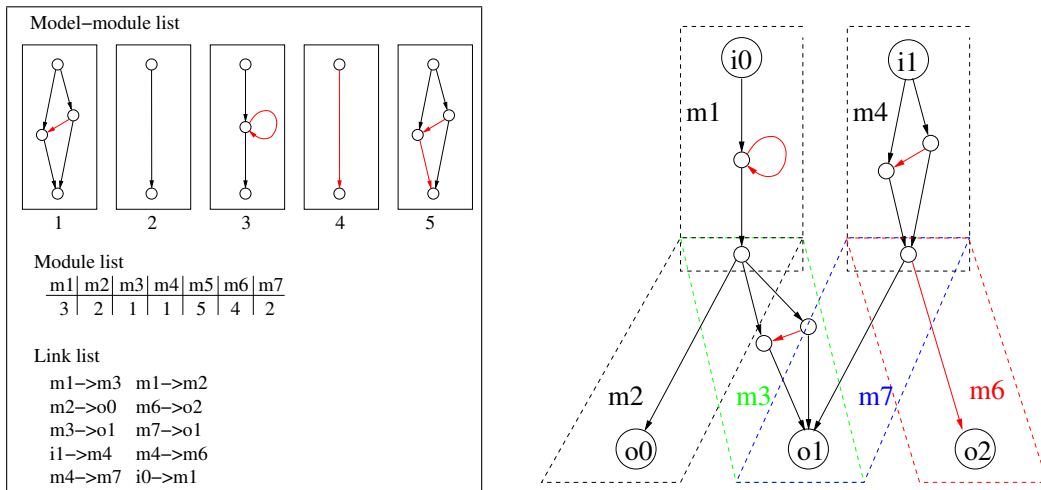 Model−module list
1 2 3 4 5
Module list
m1 m2 m3 m4 m5 m6 m7
3 2 1 1 5 4 2
Link list
m1−>m3 m1−>m2
m2−>o0 m6−>o2
m3−>o1 m7−>o1
i1−>m4 m4−>m6
m4−>m7 i0−>m1
i0 i1
m1 m4
m2 m3 m7 m6
o0 o1 o2